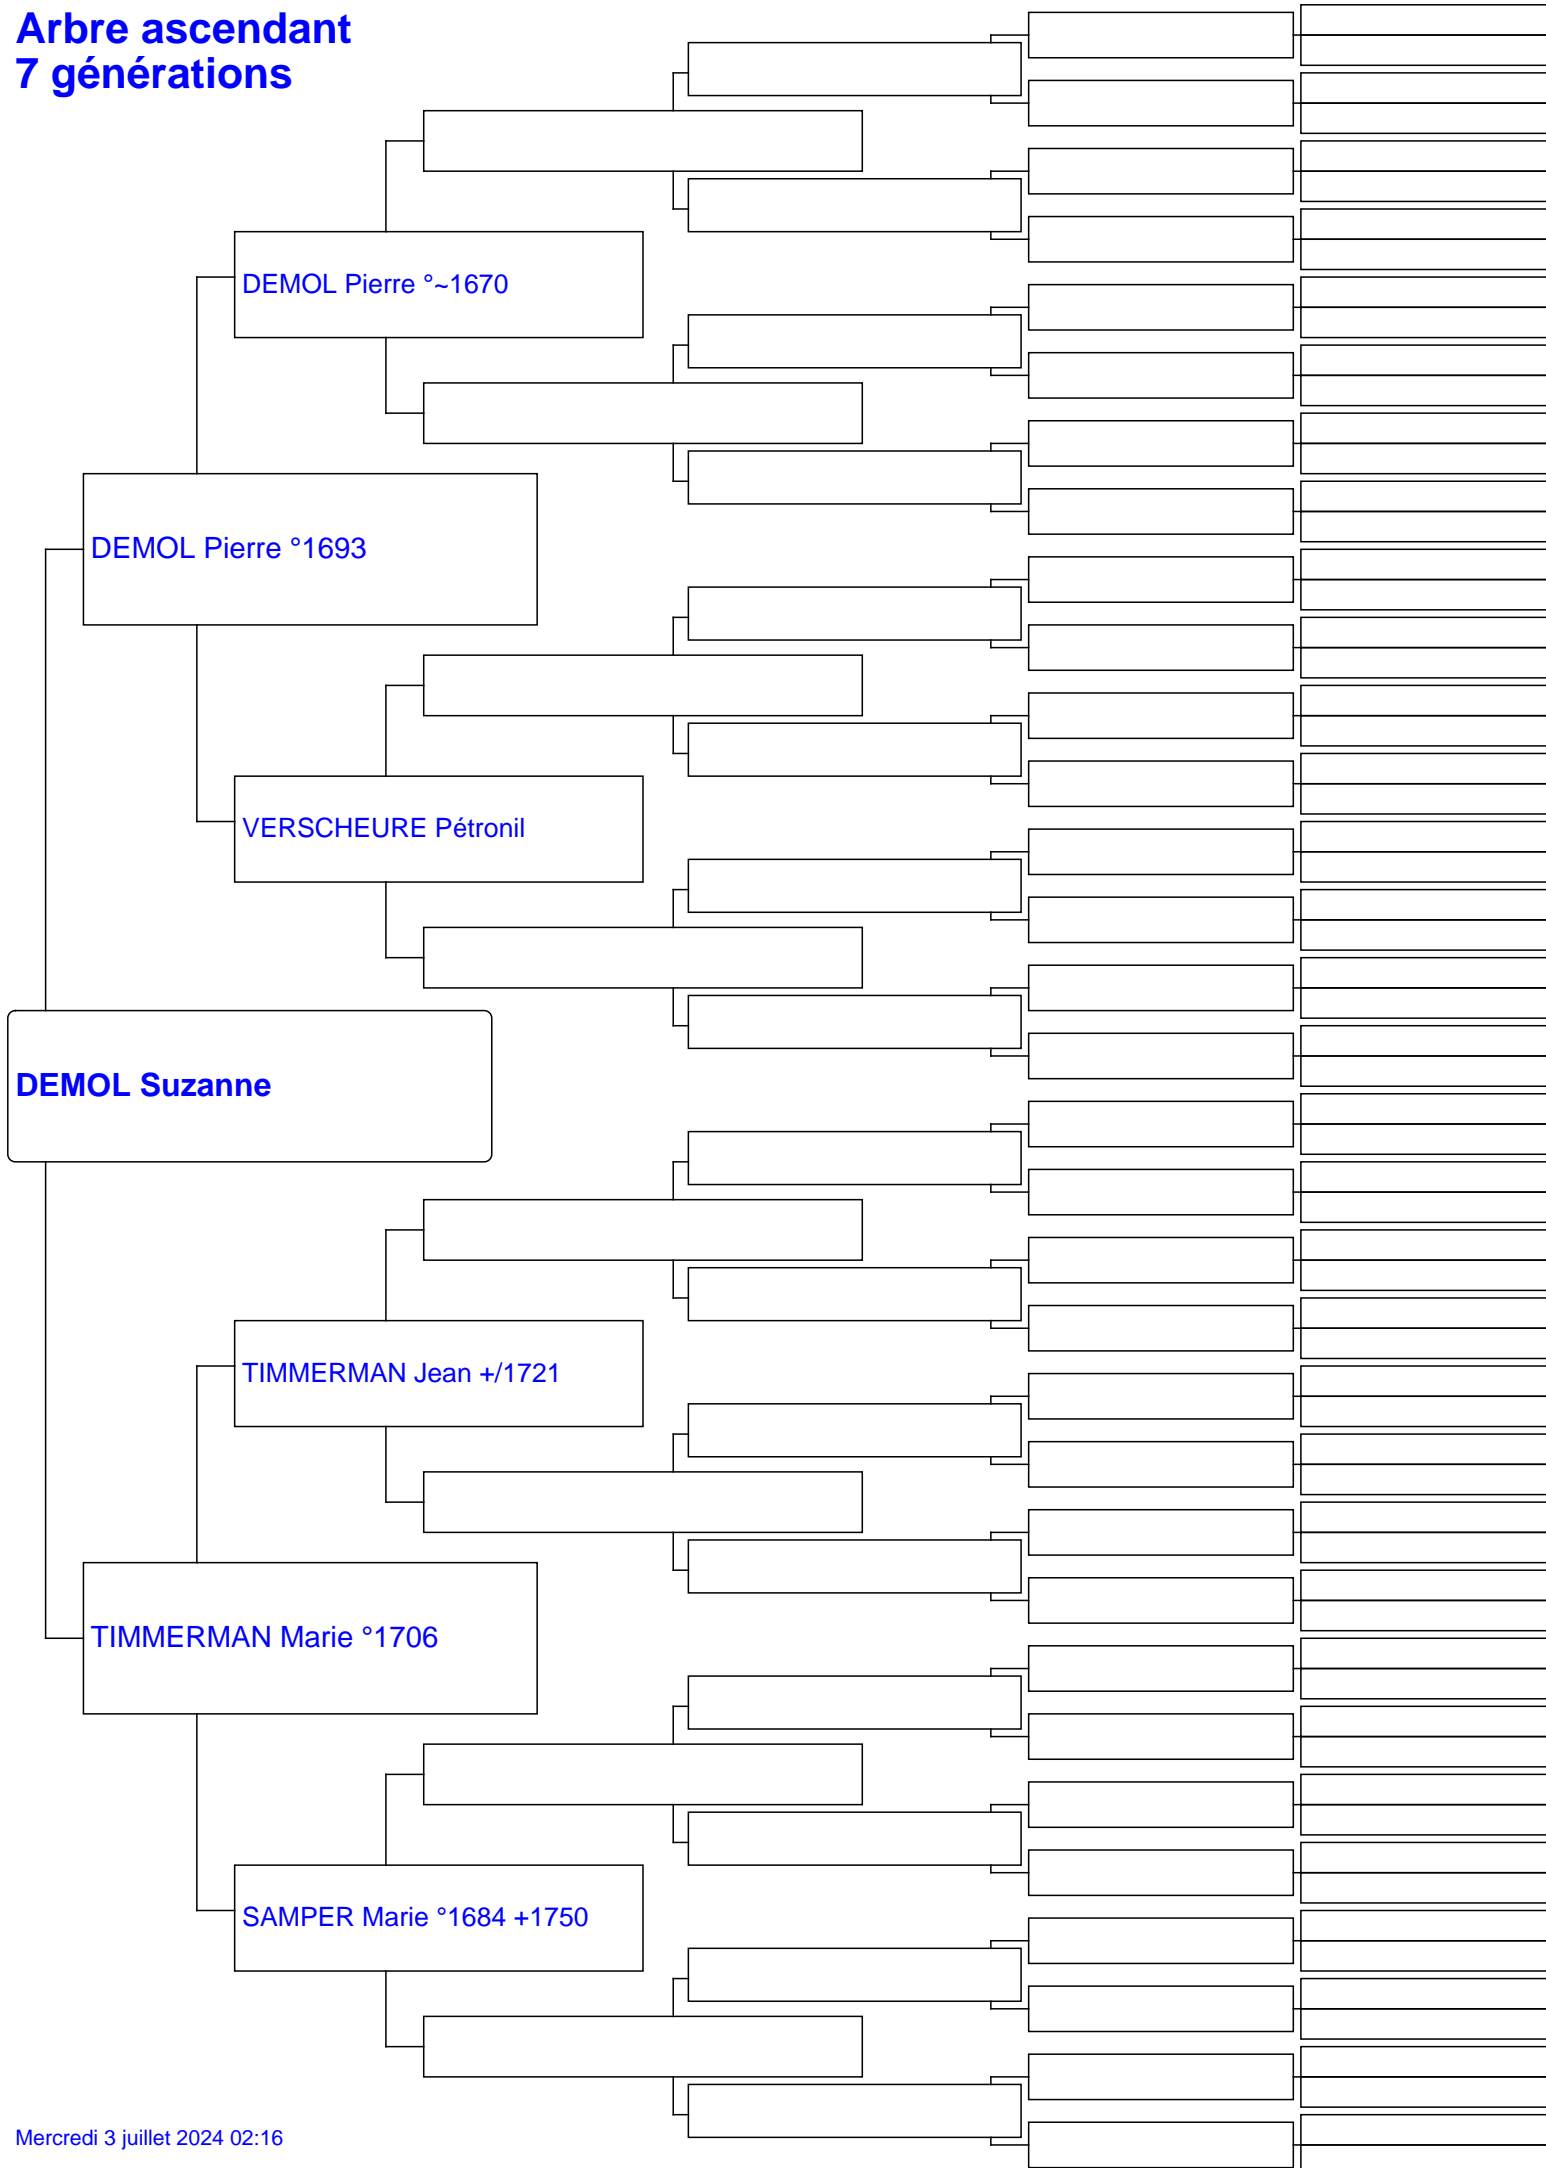 Arbre ascendant
7 générations
DEMOL Pierre °~1670
DEMOL Pierre °1693
VERSCHEURE Pétronil
DEMOL Suzanne
TIMMERMAN Jean +/1721
TIMMERMAN Marie °1706
SAMPER Marie °1684 +1750
Mercredi 3 juillet 2024 02:16